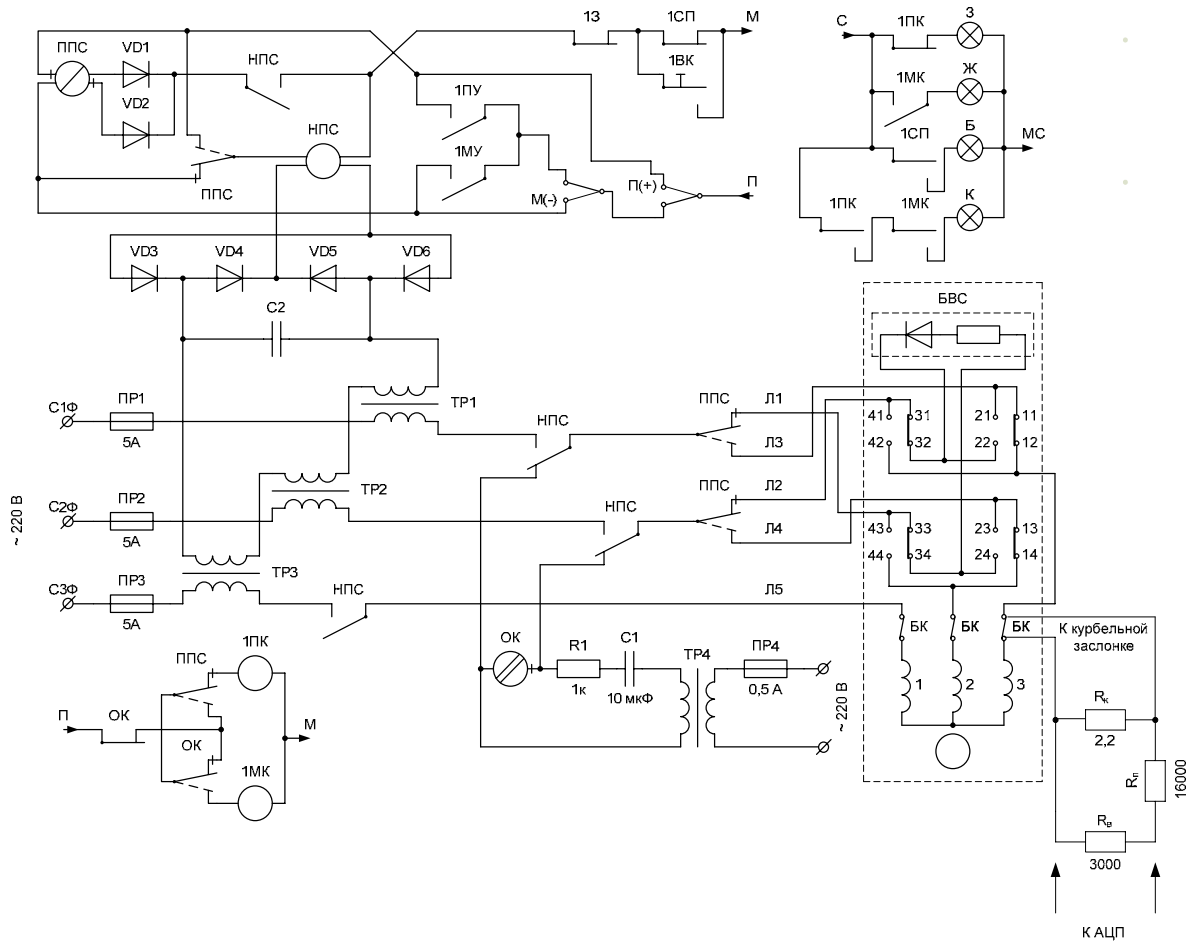 1З
1СП
М
1ВК
ППС
VD1
НПС
VD2
1ПУ
НПС
1МУ
ППС
М(-)
П(+)
П
С
1ПК
З
1МК
Ж
1СП
Б
МС
1ПК
1МК
К
VD3
VD4
VD5
VD6
С2
БВС
С1Ф
ПР1
5А
ТР1
НПС
ППС
Л1
Л3
41
31
21
11
42
32
22
12
~ 220 В
С2Ф
ПР2
5А
ТР2
НПС
ППС
Л2
Л4
43
33
23
13
44
34
24
14
С3Ф
ПР3
5А
ТР3
НПС
Л5
БК
БК
БК
К курбельной
заслонке
1
2
3
ОК
R1
1к
С1
10 мкФ
ТР4
ПР4
0,5 А
~ 220 В
1ПК
ППС
П
ОК
М
ОК
1МК
Rк
2,2
Rп
16000
Rв
3000
К АЦП